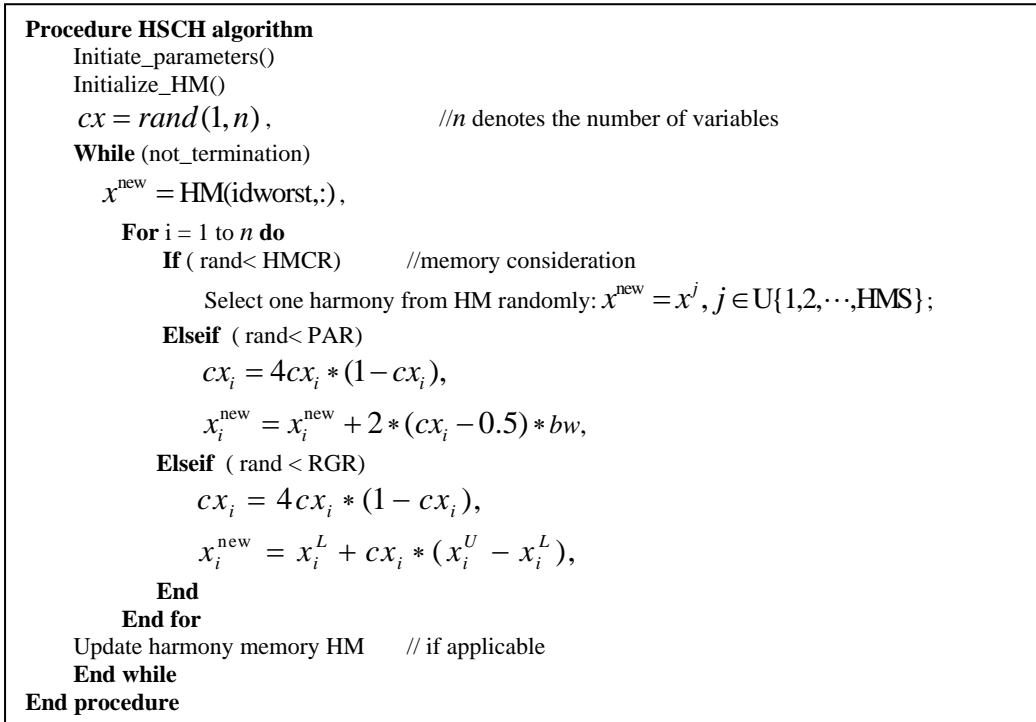 Procedure HSCH algorithm
Initiate_parameters()
Initialize_HM()
cx = rand(1, n), //n denotes the number of variables
While (not_termination)
x^new = HM(idworst,:),
For i = 1 to n do
If ( rand< HMCR) //memory consideration
Select one harmony from HM randomly: x^new = x^j, j ∈ U{1,2,⋯,HMS};
Elseif ( rand< PAR)
cx_i = 4cx_i * (1 − cx_i),
x_i^new = x_i^new + 2 * (cx_i − 0.5) * bw,
Elseif ( rand < RGR)
cx_i = 4cx_i * (1 − cx_i),
x_i^new = x_i^L + cx_i * (x_i^U − x_i^L),
End
End for
Update harmony memory HM // if applicable
End while
End procedure